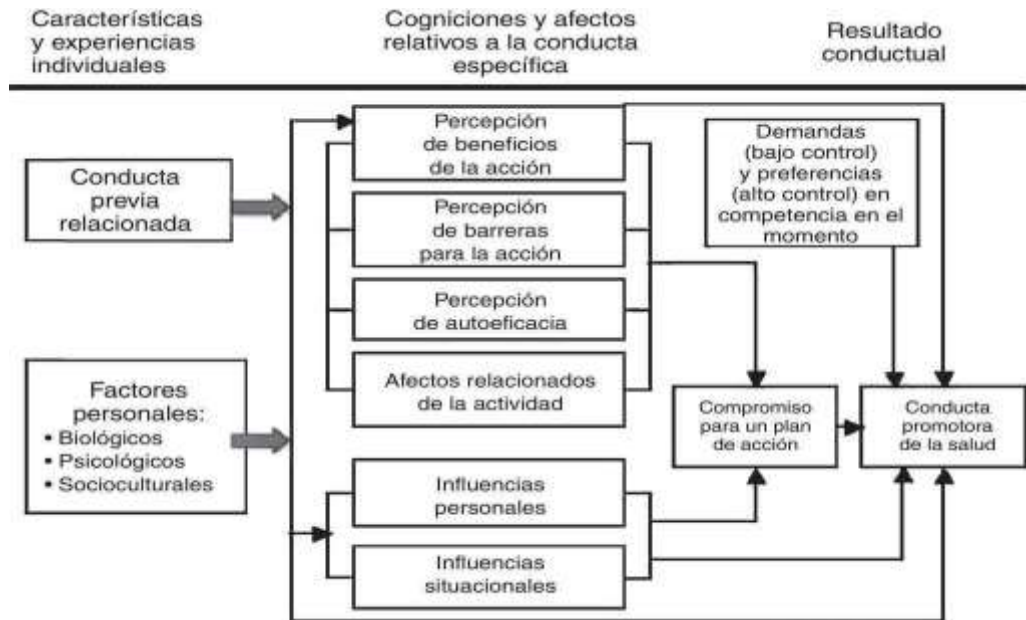 Características
y experiencias
individuales
Cogniciones y afectos
relativos a la conducta
específica
Resultado
conductual
Conducta
previa
relacionada
Factores
personales:
• Biológicos
• Psicológicos
• Socioculturales
Percepción
de beneficios
de la acción
Percepción
de barreras
para la acción
Percepción
de autoeficacia
Afectos relacionados
de la actividad
Influencias
personales
Influencias
situacionales
Demandas
(bajo control)
y preferencias
(alto control) en
competencia en el
momento
Compromiso
para un plan
de acción
Conducta
promotora
de la salud